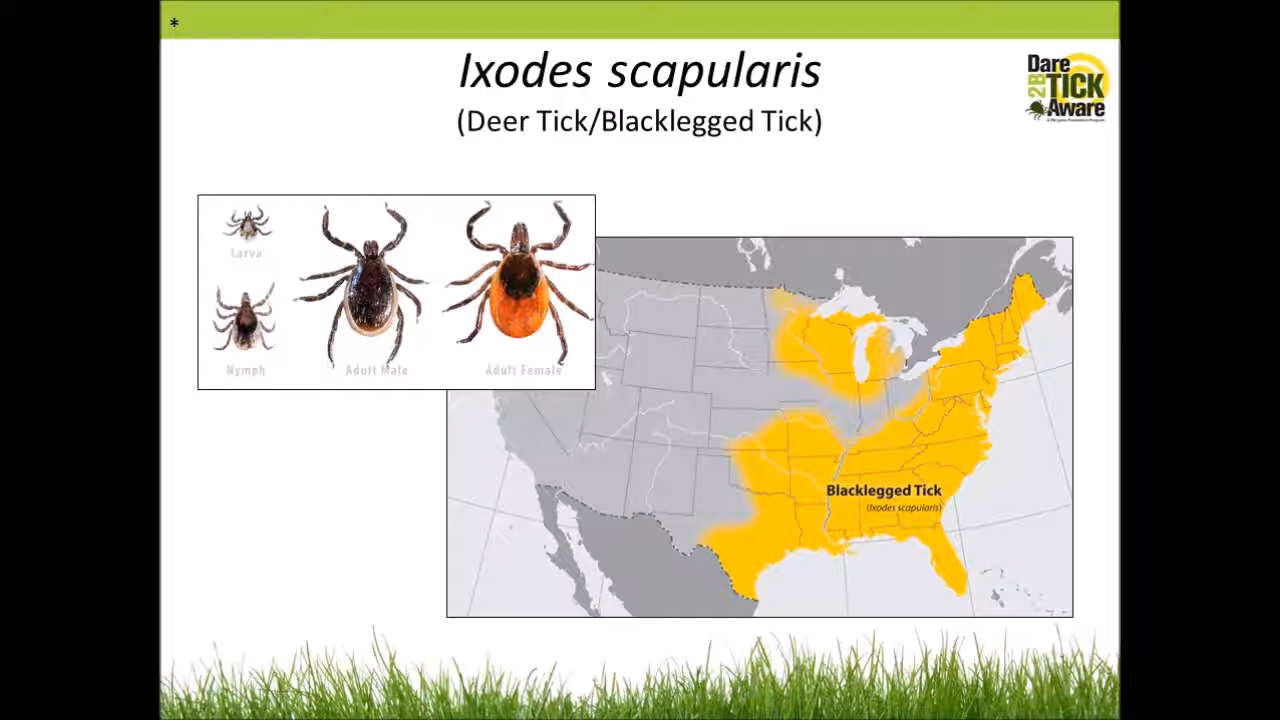 *
Ixodes scapularis
(Deer Tick/Blacklegged Tick)
Dare
2B
TICK
Aware
Larva
Nymph
Adult Male
Adult Female
Blacklegged Tick
(Ixodes scapularis)